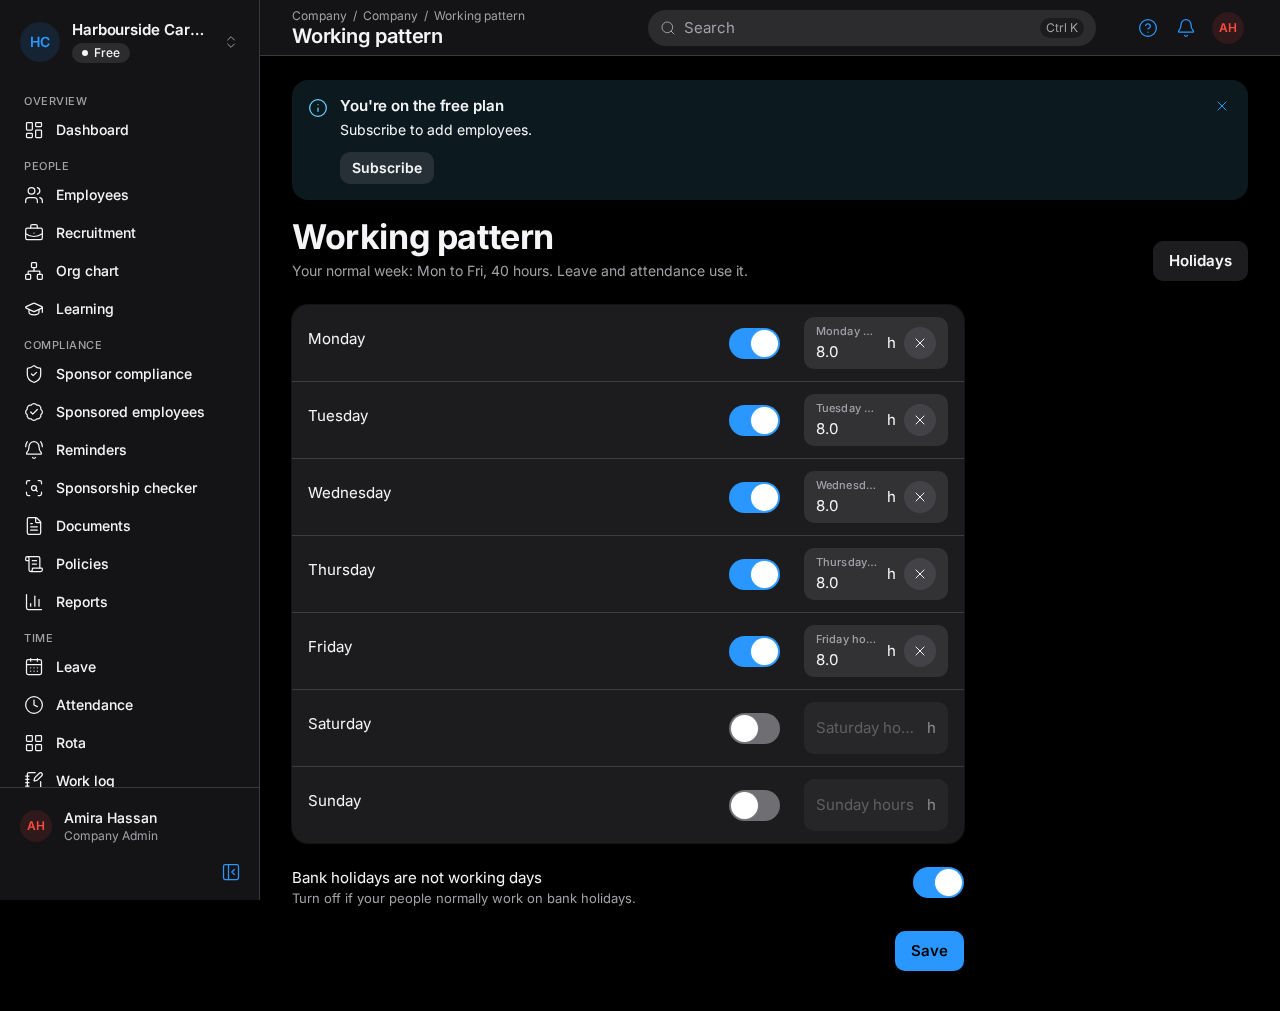 HC
Harbourside Car...
Free
OVERVIEW
Dashboard
PEOPLE
Employees
Recruitment
Org chart
Learning
COMPLIANCE
Sponsor compliance
Sponsored employees
Reminders
Sponsorship checker
Documents
Policies
Reports
TIME
Leave
Attendance
Rota
Work log
AH
Amira Hassan
Company Admin
Company / Company / Working pattern
Working pattern
Search
Ctrl K
AH
You're on the free plan
Subscribe to add employees.
Subscribe
Working pattern
Your normal week: Mon to Fri, 40 hours. Leave and attendance use it.
Holidays
Monday
Monday ...
8.0
h
Tuesday
Tuesday ...
8.0
h
Wednesday
Wednesd...
8.0
h
Thursday
Thursday...
8.0
h
Friday
Friday ho...
8.0
h
Saturday
Saturday ho...
h
Sunday
Sunday hours
h
Bank holidays are not working days
Turn off if your people normally work on bank holidays.
Save